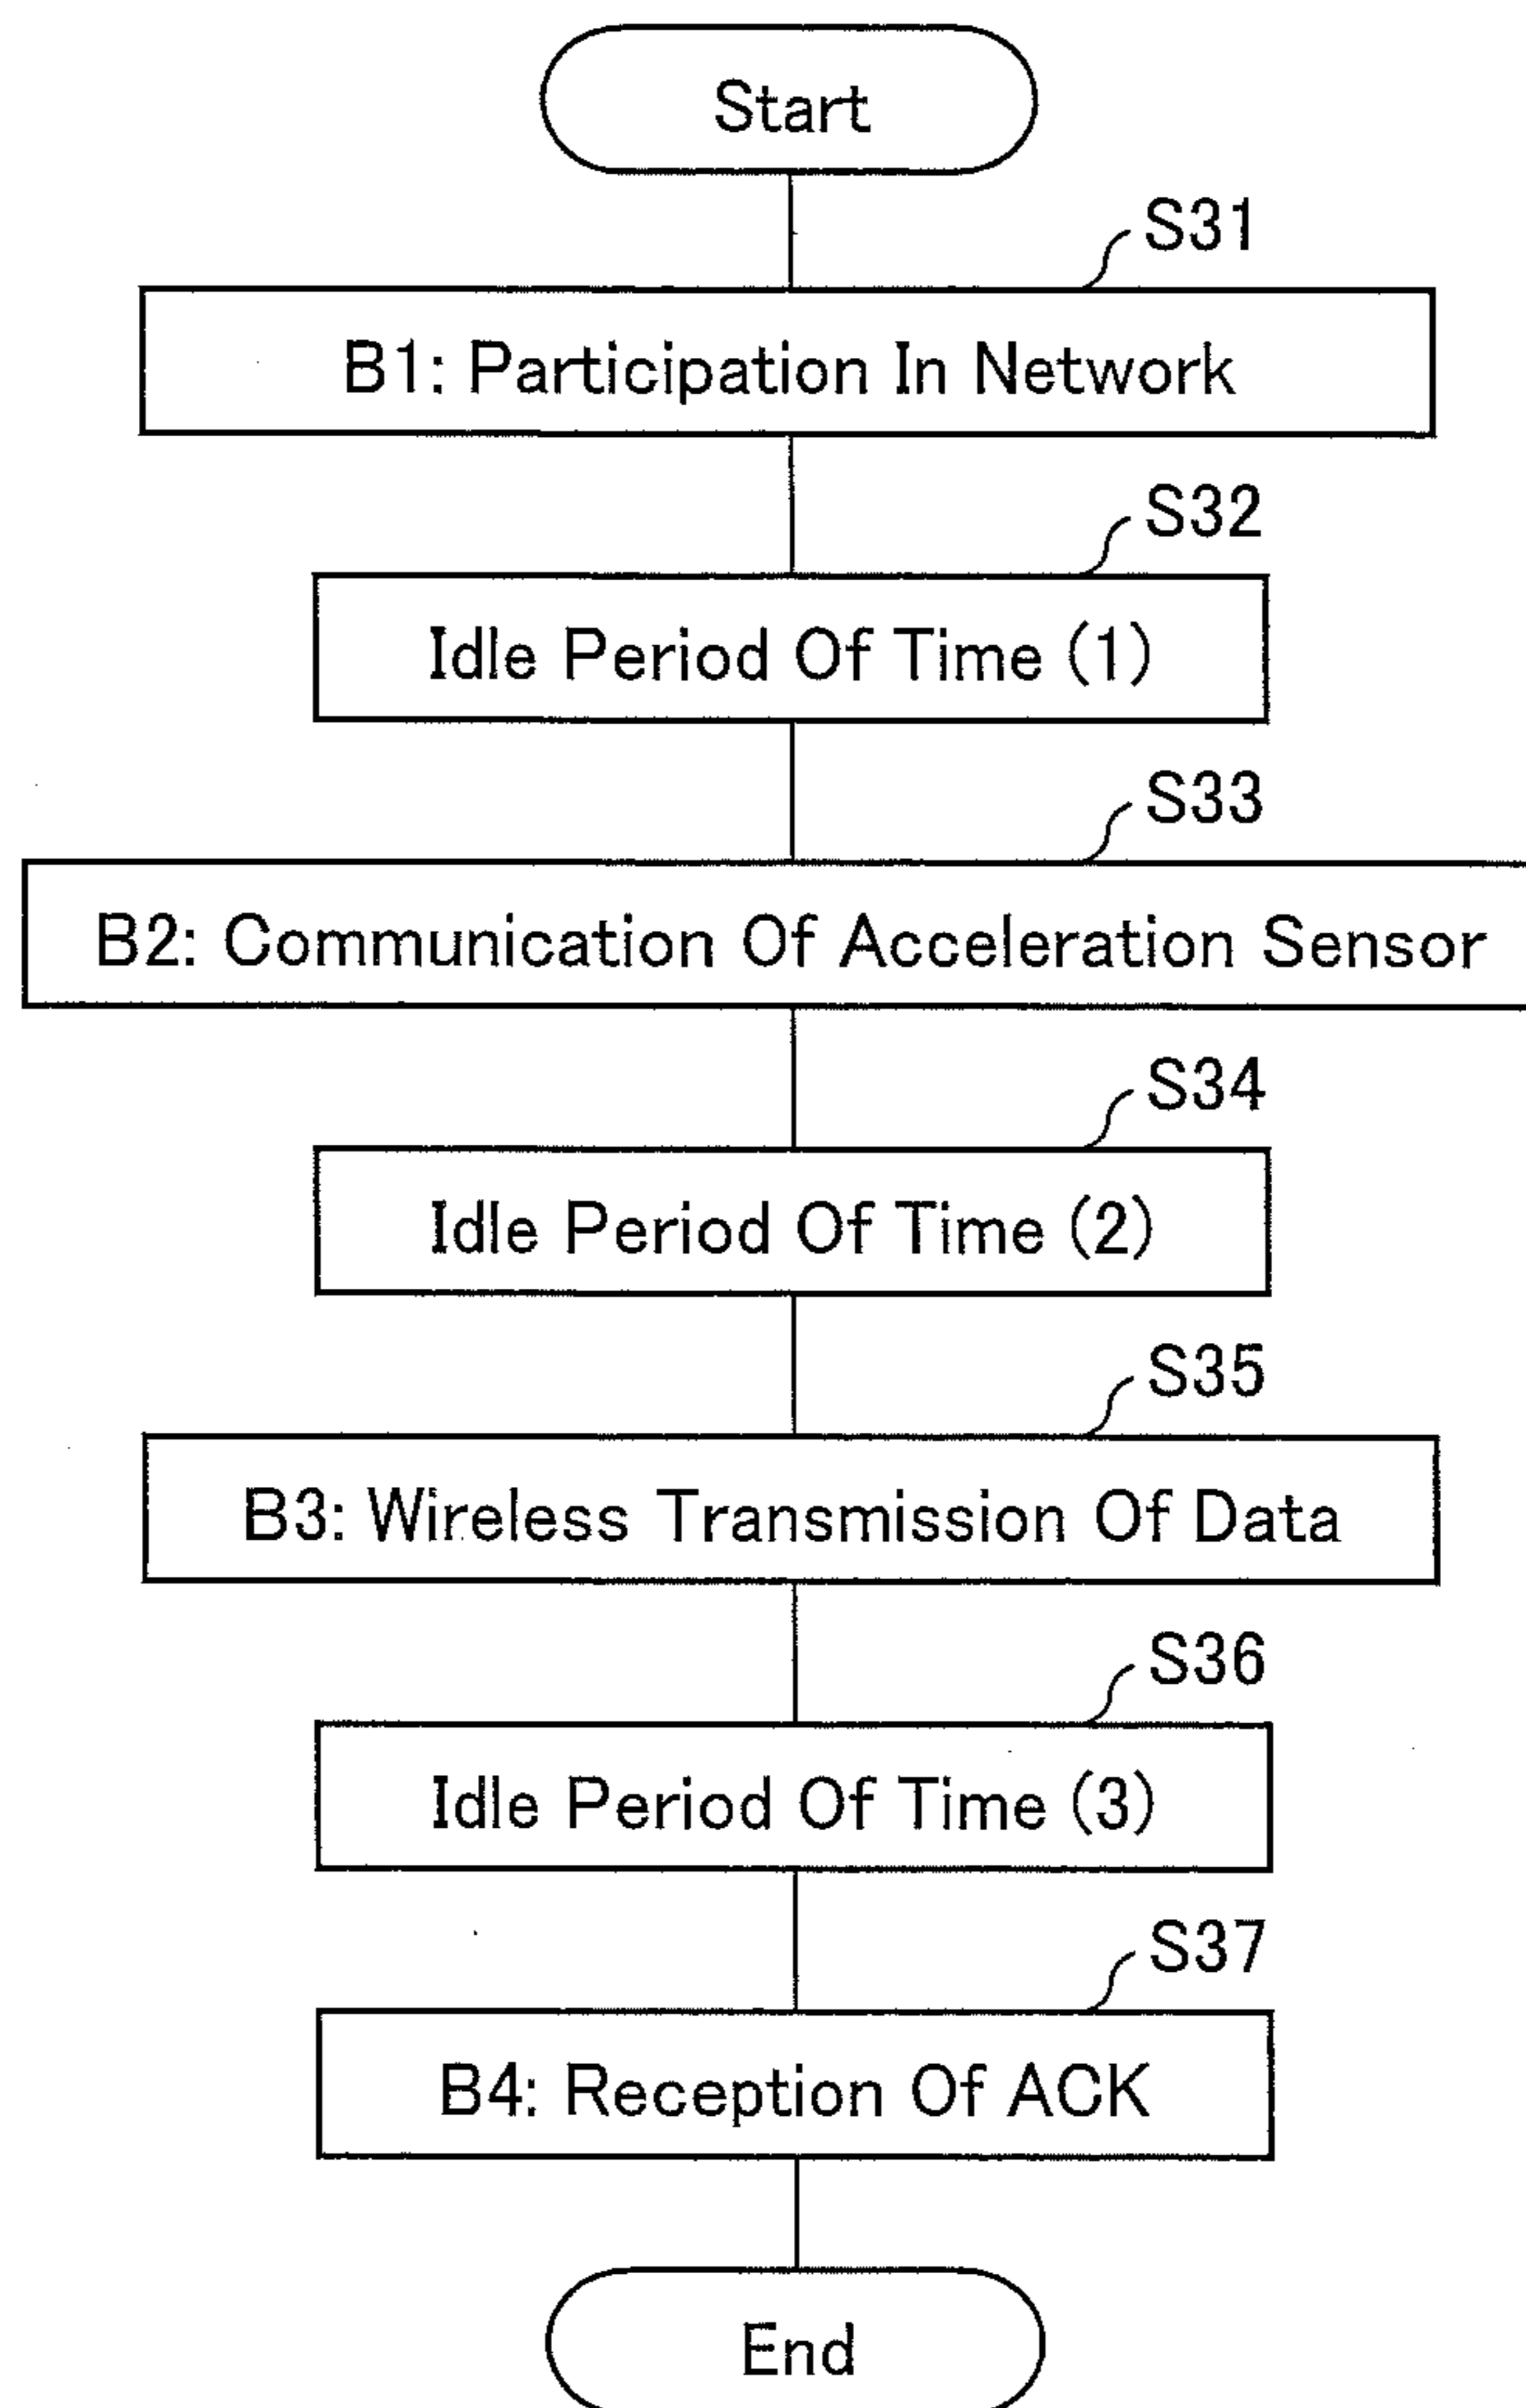 Start
S31
B1: Participation In Network
S32
Idle Period Of Time (1)
S33
B2: Communication Of Acceleration Sensor
S34
Idle Period Of Time (2)
S35
B3: Wireless Transmission Of Data
S36
Idle Period Of Time (3)
S37
B4: Reception Of ACK
End